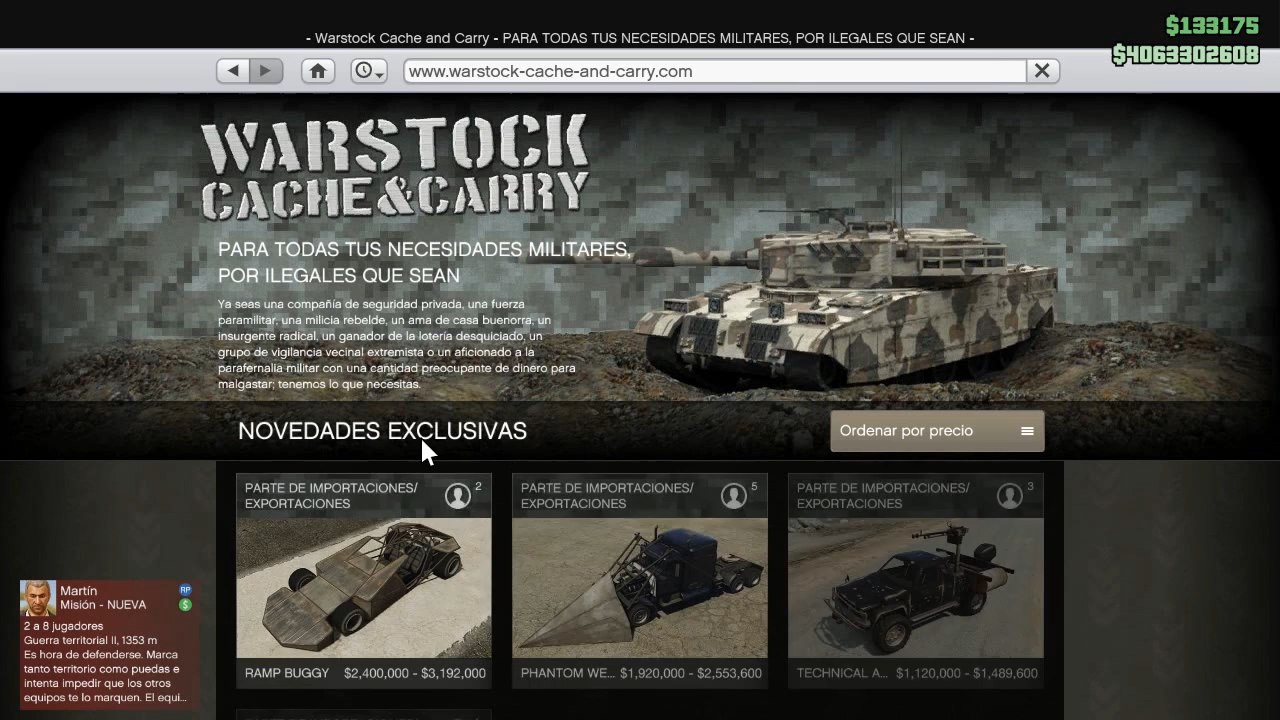 - Warstock Cache and Carry - PARA TODAS TUS NECESIDADES MILITARES, POR ILEGALES QUE SEAN -
$133175
$4063302608
www.warstock-cache-and-carry.com
WARSTOCK
CACHE&CARRY
PARA TODAS TUS NECESIDADES MILITARES,
POR ILEGALES QUE SEAN
Ya seas una compañía de seguridad privada, una fuerza
paramilitar, una milicia rebelde, un ama de casa buenorra, un
insurgente radical, un ganador de la lotería desquiciado, un
grupo de vigilancia vecinal extremista o un aficionado a la
parafernalia militar con una cantidad preocupante de dinero para
malgastar; tenemos lo que necesitas.
NOVEDADES EXCLUSIVAS
Ordenar por precio
PARTE DE IMPORTACIONES/
EXPORTACIONES
2
RAMP BUGGY $2,400,000 - $3,192,000
PARTE DE IMPORTACIONES/
EXPORTACIONES
5
PHANTOM WE... $1,920,000 - $2,553,600
PARTE DE IMPORTACIONES/
EXPORTACIONES
3
TECHNICAL A... $1,120,000 - $1,489,600
Martín
RP
Misión - NUEVA
$
2 a 8 jugadores
Guerra territorial II, 1353 m
Es hora de defenderse. Marca
tanto territorio como puedas e
intenta impedir que los otros
equipos te lo marquen. El equi...